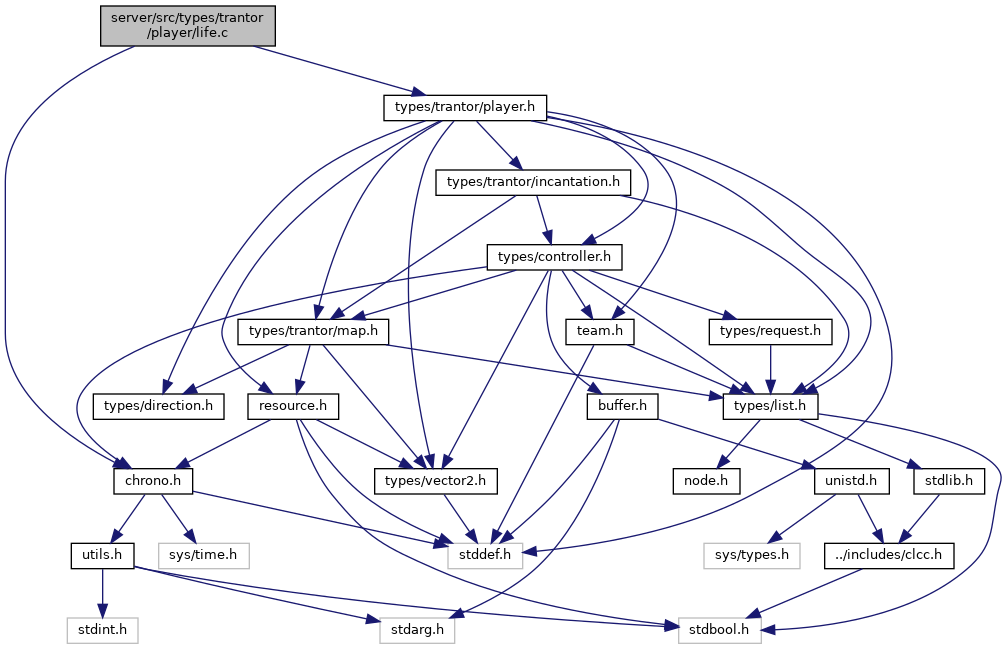 server/src/types/trantor
/player/life.c
types/trantor/player.h
types/trantor/incantation.h
types/controller.h
types/trantor/map.h
team.h
types/request.h
types/direction.h
resource.h
buffer.h
types/list.h
chrono.h
types/vector2.h
node.h
unistd.h
stdlib.h
utils.h
sys/time.h
stddef.h
sys/types.h
../includes/clcc.h
stdint.h
stdarg.h
stdbool.h